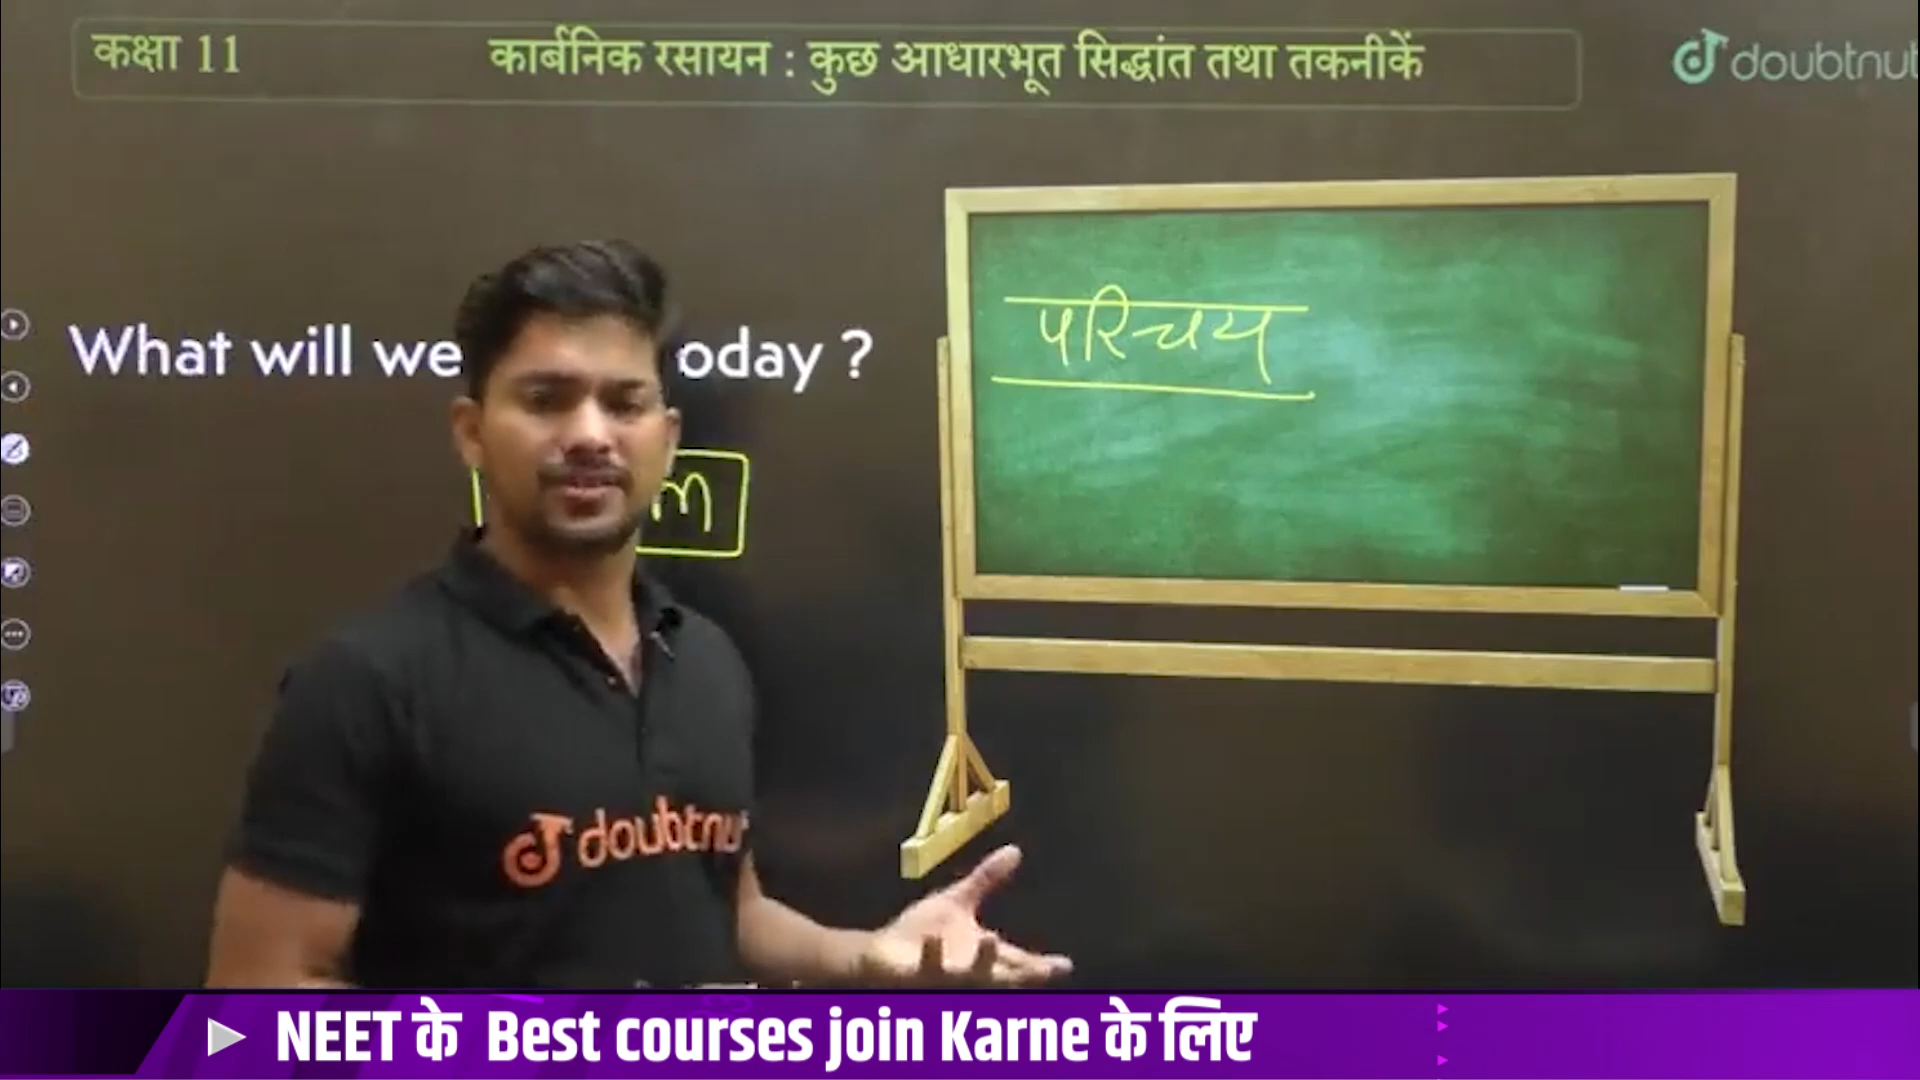 कक्षा 11
कार्बनिक रसायन : कुछ आधारभूत सिद्धांत तथा तकनीकें
doubtnut
What will we oday ?
परिचय
m
doubtnut
NEET के Best courses join Karne के लिए